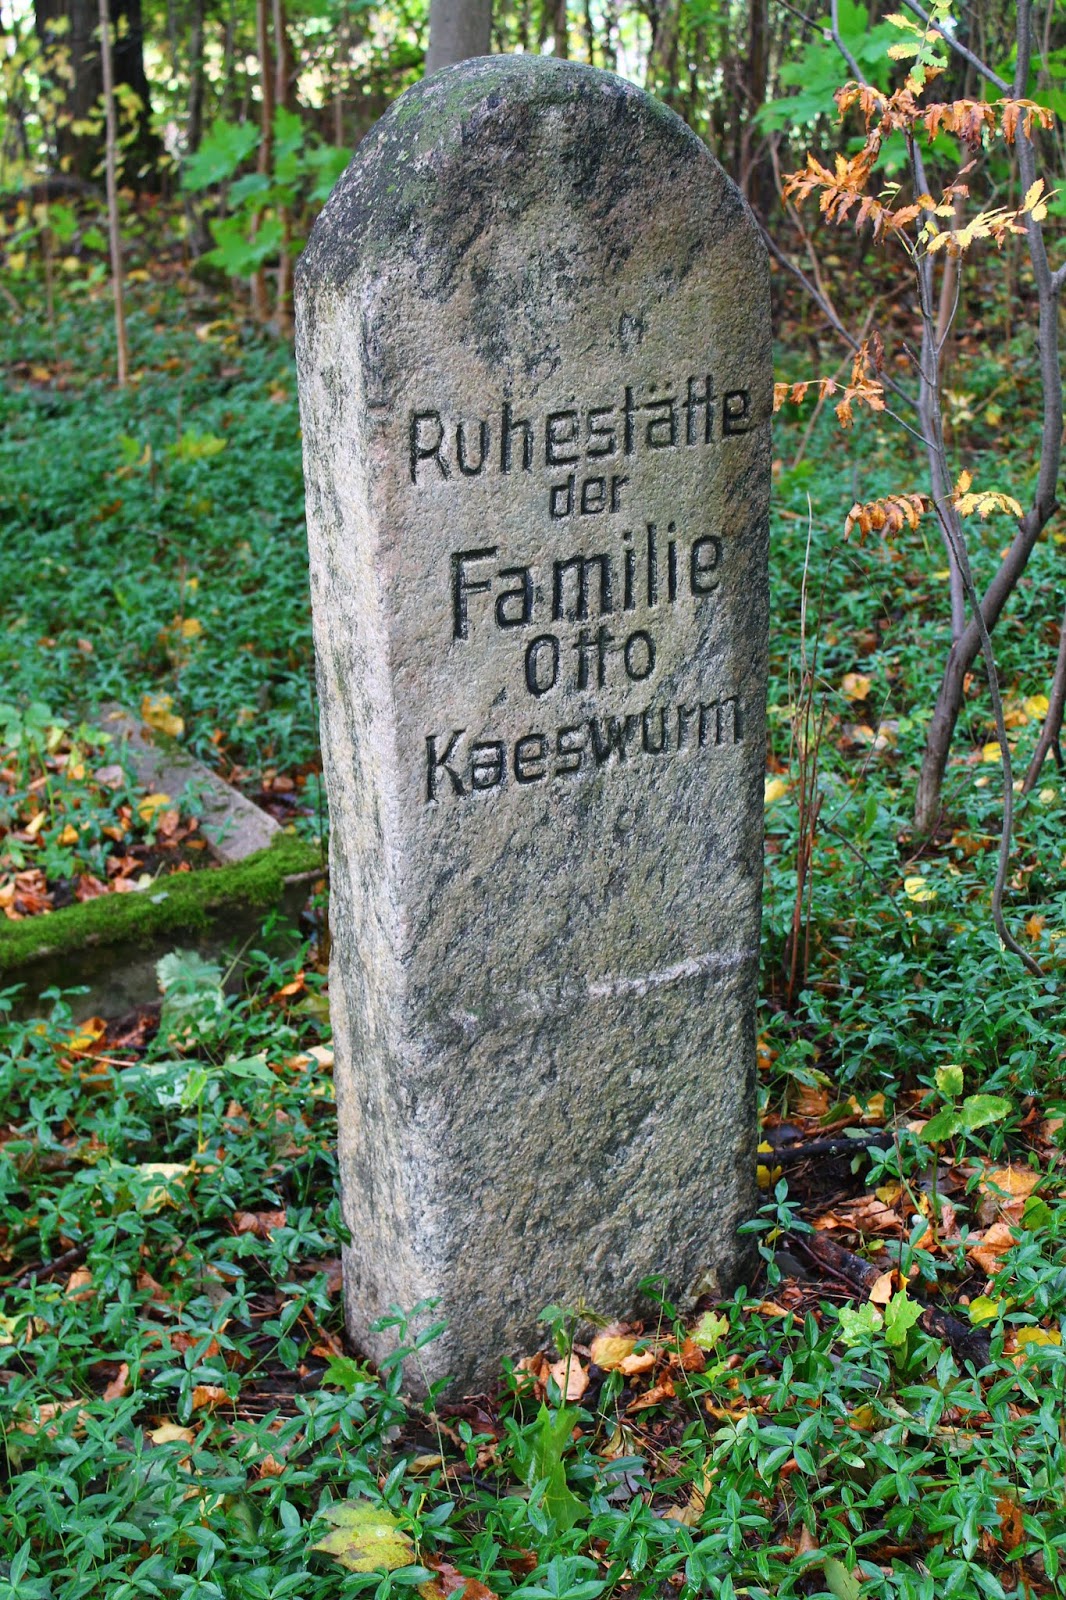 Ruhestätte
der
Familie
Otto
Kaeswurm